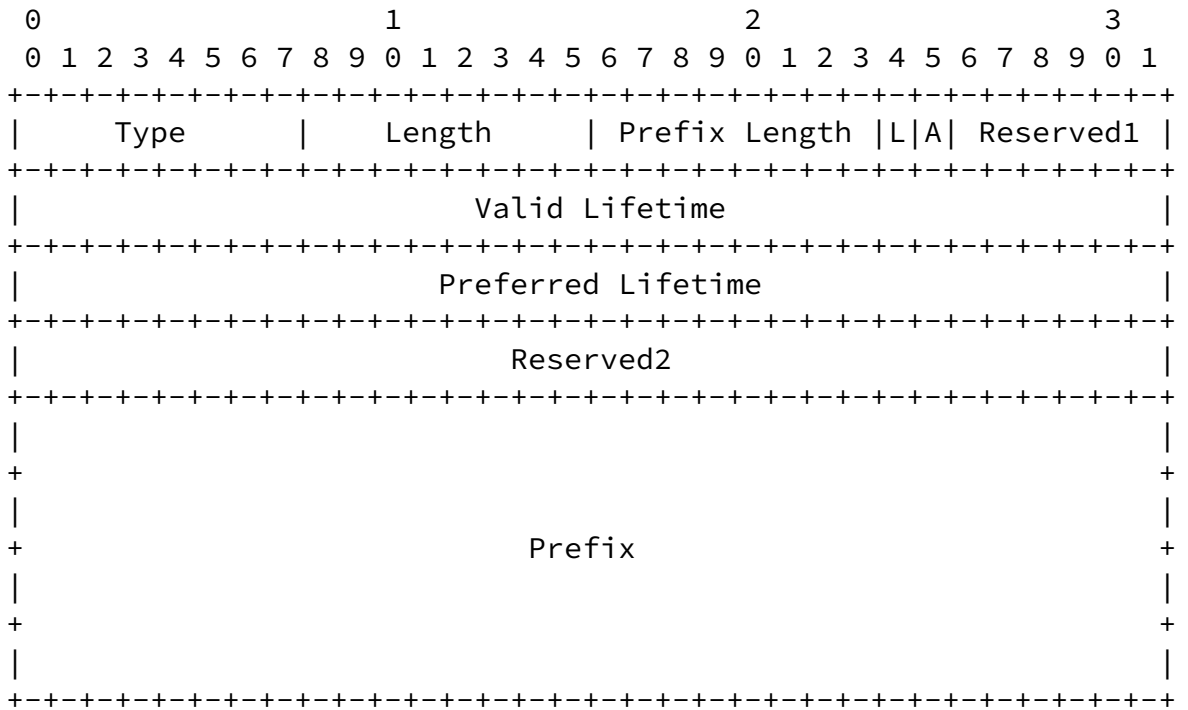 0                   1                   2                   3
 0 1 2 3 4 5 6 7 8 9 0 1 2 3 4 5 6 7 8 9 0 1 2 3 4 5 6 7 8 9 0 1
+-+-+-+-+-+-+-+-+-+-+-+-+-+-+-+-+-+-+-+-+-+-+-+-+-+-+-+-+-+-+-+-+
|     Type      |    Length     | Prefix Length |L|A| Reserved1 |
+-+-+-+-+-+-+-+-+-+-+-+-+-+-+-+-+-+-+-+-+-+-+-+-+-+-+-+-+-+-+-+-+
|                         Valid Lifetime                        |
+-+-+-+-+-+-+-+-+-+-+-+-+-+-+-+-+-+-+-+-+-+-+-+-+-+-+-+-+-+-+-+-+
|                       Preferred Lifetime                      |
+-+-+-+-+-+-+-+-+-+-+-+-+-+-+-+-+-+-+-+-+-+-+-+-+-+-+-+-+-+-+-+-+
|                           Reserved2                           |
+-+-+-+-+-+-+-+-+-+-+-+-+-+-+-+-+-+-+-+-+-+-+-+-+-+-+-+-+-+-+-+-+
|                                                               |
+                                                               +
|                                                               |
+                            Prefix                             +
|                                                               |
+                                                               +
|                                                               |
+-+-+-+-+-+-+-+-+-+-+-+-+-+-+-+-+-+-+-+-+-+-+-+-+-+-+-+-+-+-+-+-+